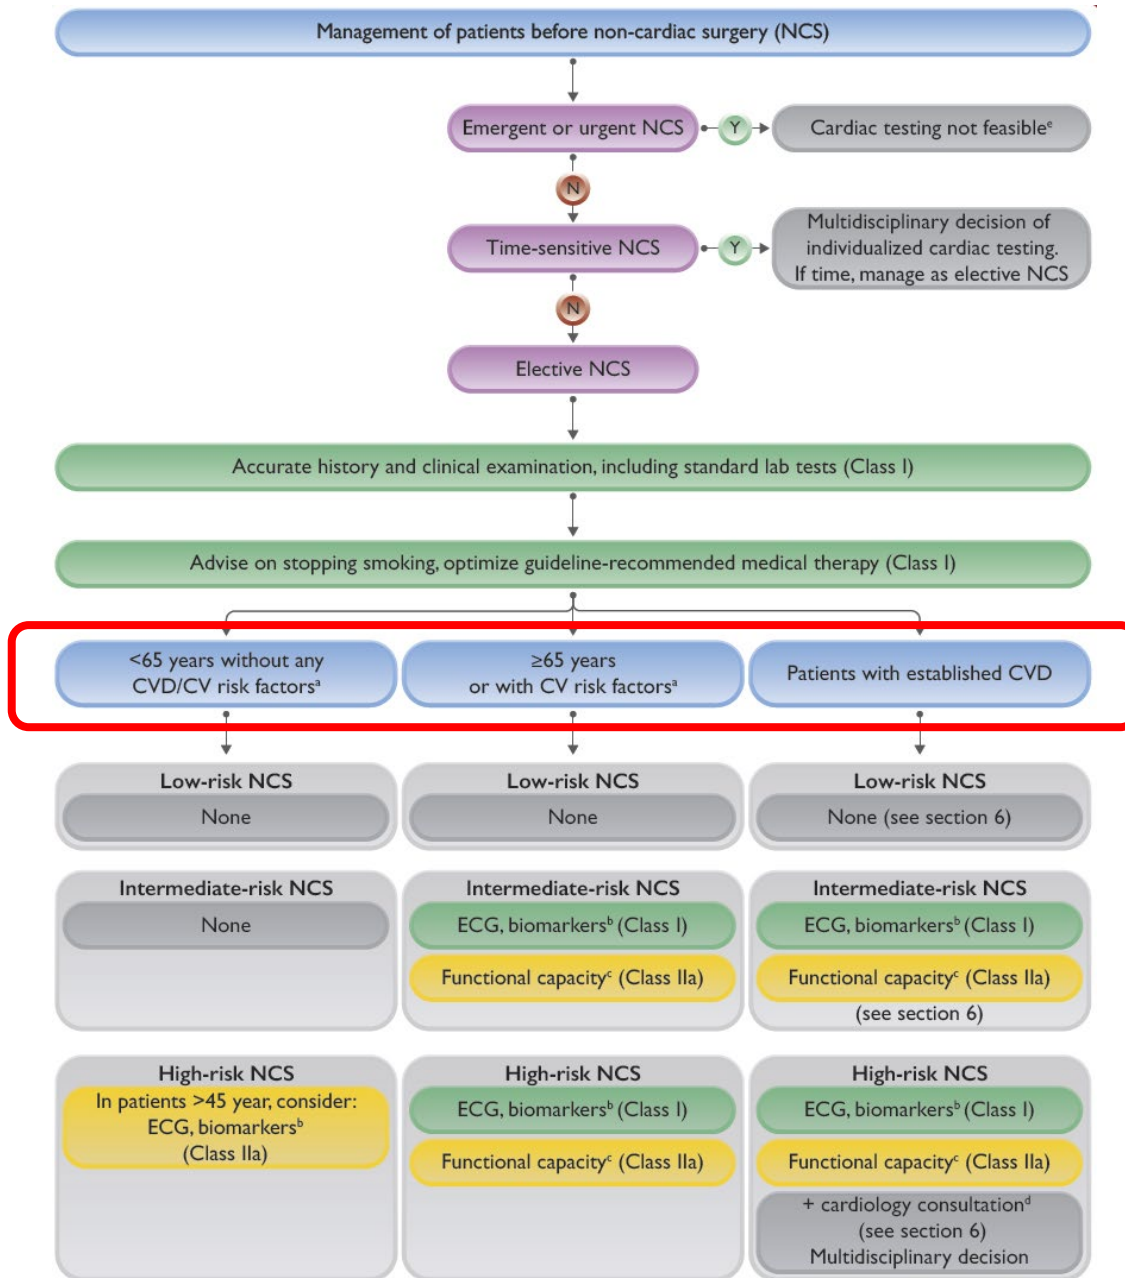 Management of patients before non-cardiac surgery (NCS)
Emergent or urgent NCS
Y
Cardiac testing not feasibleᵉ
N
Time-sensitive NCS
Y
Multidisciplinary decision of
individualized cardiac testing.
If time, manage as elective NCS
N
Elective NCS
Accurate history and clinical examination, including standard lab tests (Class I)
Advise on stopping smoking, optimize guideline-recommended medical therapy (Class I)
<65 years without any
CVD/CV risk factorsᵃ
≥65 years
or with CV risk factorsᵃ
Patients with established CVD
Low-risk NCS
None
Low-risk NCS
None
Low-risk NCS
None (see section 6)
Intermediate-risk NCS
None
Intermediate-risk NCS
ECG, biomarkersᵇ (Class I)
Functional capacityᶜ (Class IIa)
Intermediate-risk NCS
ECG, biomarkersᵇ (Class I)
Functional capacityᶜ (Class IIa)
(see section 6)
High-risk NCS
In patients >45 year, consider:
ECG, biomarkersᵇ
(Class IIa)
High-risk NCS
ECG, biomarkersᵇ (Class I)
Functional capacityᶜ (Class IIa)
High-risk NCS
ECG, biomarkersᵇ (Class I)
Functional capacityᶜ (Class IIa)
+ cardiology consultationᵈ
(see section 6)
Multidisciplinary decision